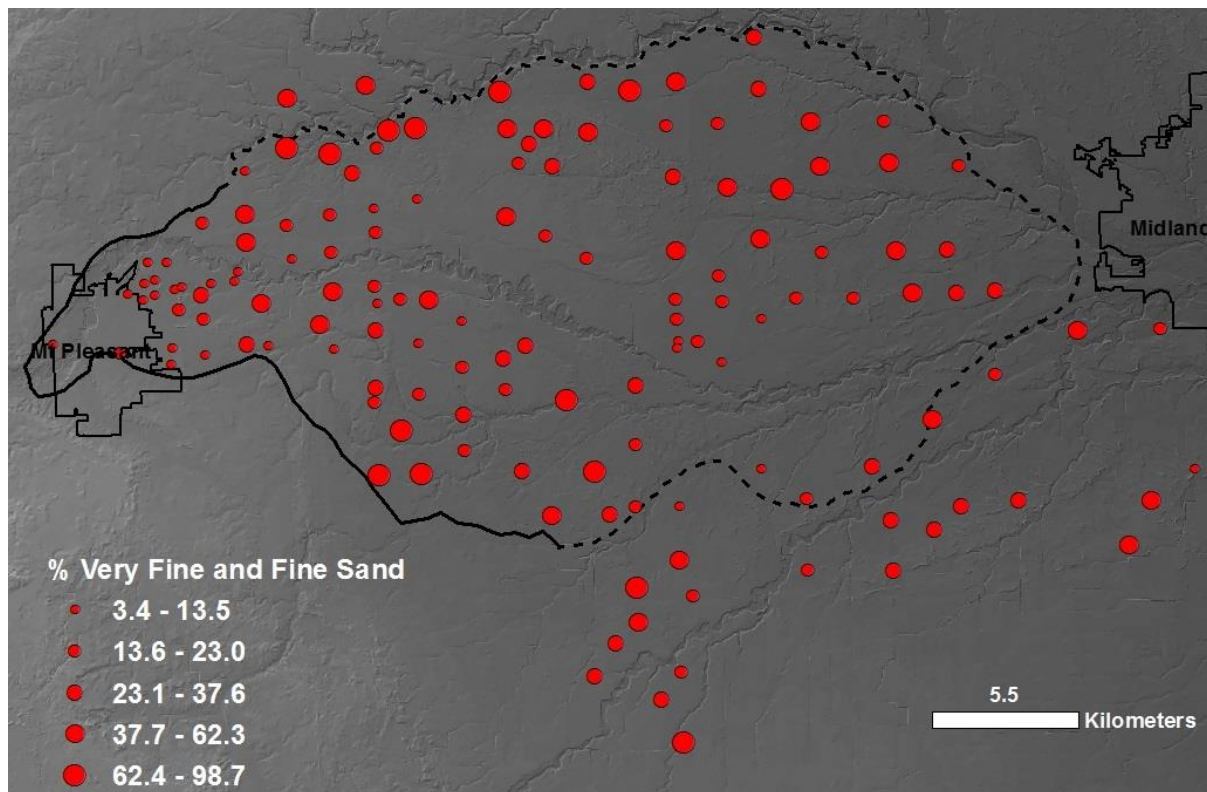 Midland
Mt Pleasant
% Very Fine and Fine Sand
3.4 - 13.5
13.6 - 23.0
23.1 - 37.6
37.7 - 62.3
62.4 - 98.7
5.5
Kilometers